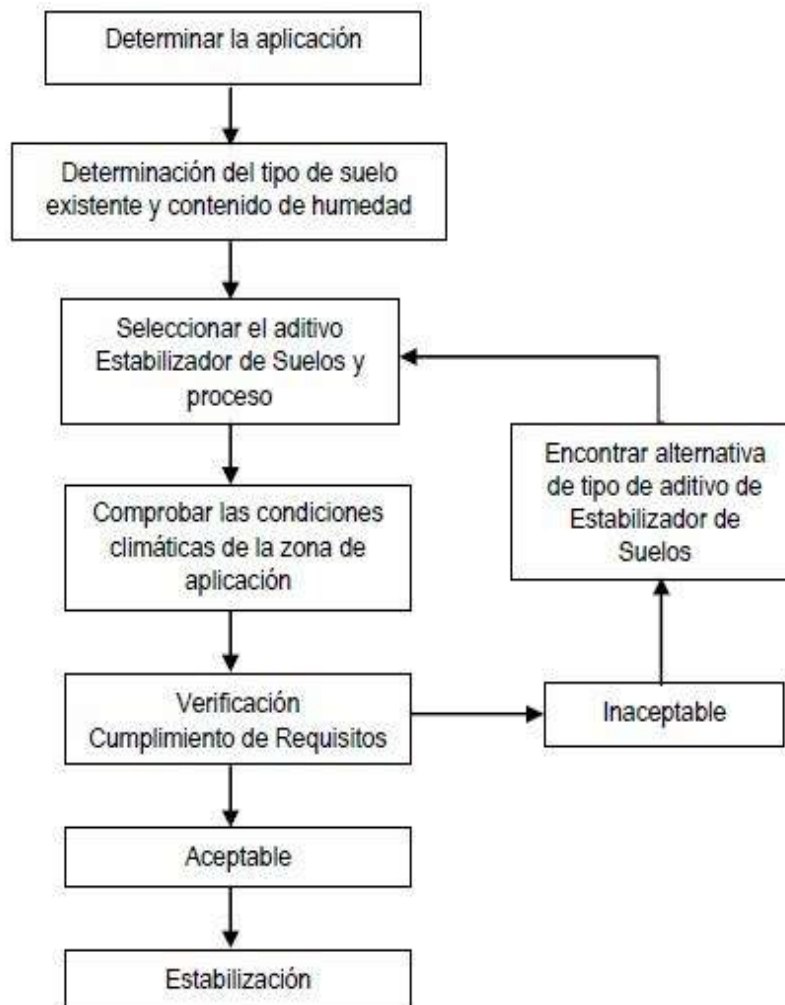 Determinar la aplicación
Determinación del tipo de suelo
existente y contenido de humedad
Seleccionar el aditivo
Estabilizador de Suelos y
proceso
Encontrar alternativa
de tipo de aditivo de
Estabilizador de
Suelos
Comprobar las condiciones
climáticas de la zona de
aplicación
Verificación
Cumplimiento de Requisitos
Inaceptable
Aceptable
Estabilización